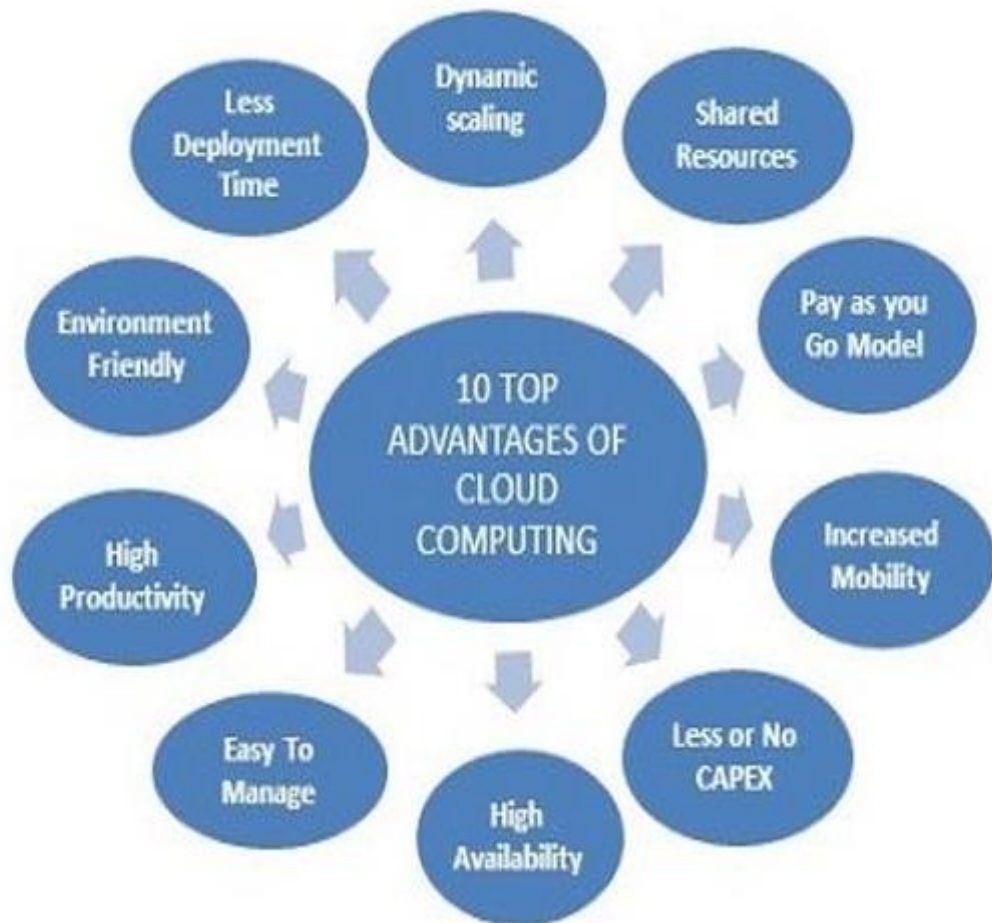 Dynamic
scaling
Shared
Resources
Pay as you
Go Model
Increased
Mobility
Less or No
CAPEX
High
Availability
Easy To
Manage
High
Productivity
Environment
Friendly
Less
Deployment
Time
10 TOP
ADVANTAGES OF
CLOUD
COMPUTING